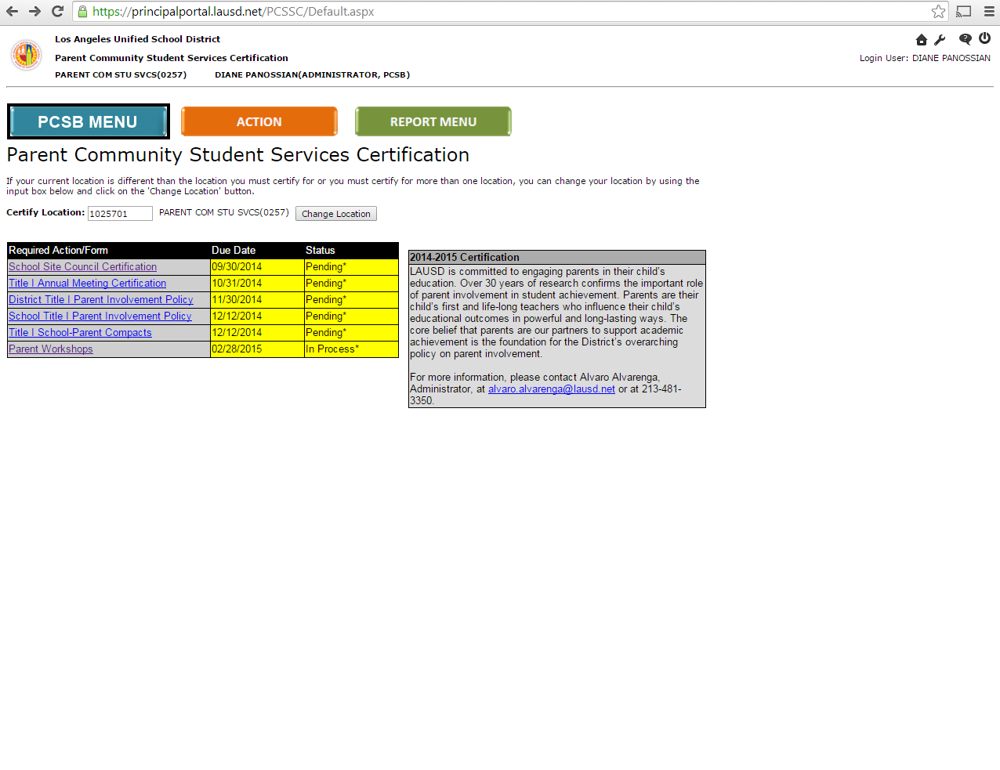 https://principalportal.lausd.net/PCSSC/Default.aspx
Los Angeles Unified School District
Parent Community Student Services Certification
Login User: DIANE PANOSSIAN
PARENT COM STU SVCS(0257) DIANE PANOSSIAN(ADMINISTRATOR, PCSB)
PCSB MENU ACTION REPORT MENU
Parent Community Student Services Certification
If your current location is different than the location you must certify for or you must certify for more than one location, you can change your location by using the
input box below and click on the 'Change Location' button.
Certify Location: 1025701 PARENT COM STU SVCS(0257) Change Location
Required Action/Form Due Date Status
School Site Council Certification 09/30/2014 Pending*
Title I Annual Meeting Certification 10/31/2014 Pending*
District Title I Parent Involvement Policy 11/30/2014 Pending*
School Title I Parent Involvement Policy 12/12/2014 Pending*
Title I School-Parent Compacts 12/12/2014 Pending*
Parent Workshops 02/28/2015 In Process*
2014-2015 Certification
LAUSD is committed to engaging parents in their child's
education. Over 30 years of research confirms the important role
of parent involvement in student achievement. Parents are their
child's first and life-long teachers who influence their child's
educational outcomes in powerful and long-lasting ways. The
core belief that parents are our partners to support academic
achievement is the foundation for the District's overarching
policy on parent involvement.
For more information, please contact Alvaro Alvarenga,
Administrator, at alvaro.alvarenga@lausd.net or at 213-481-
3350.